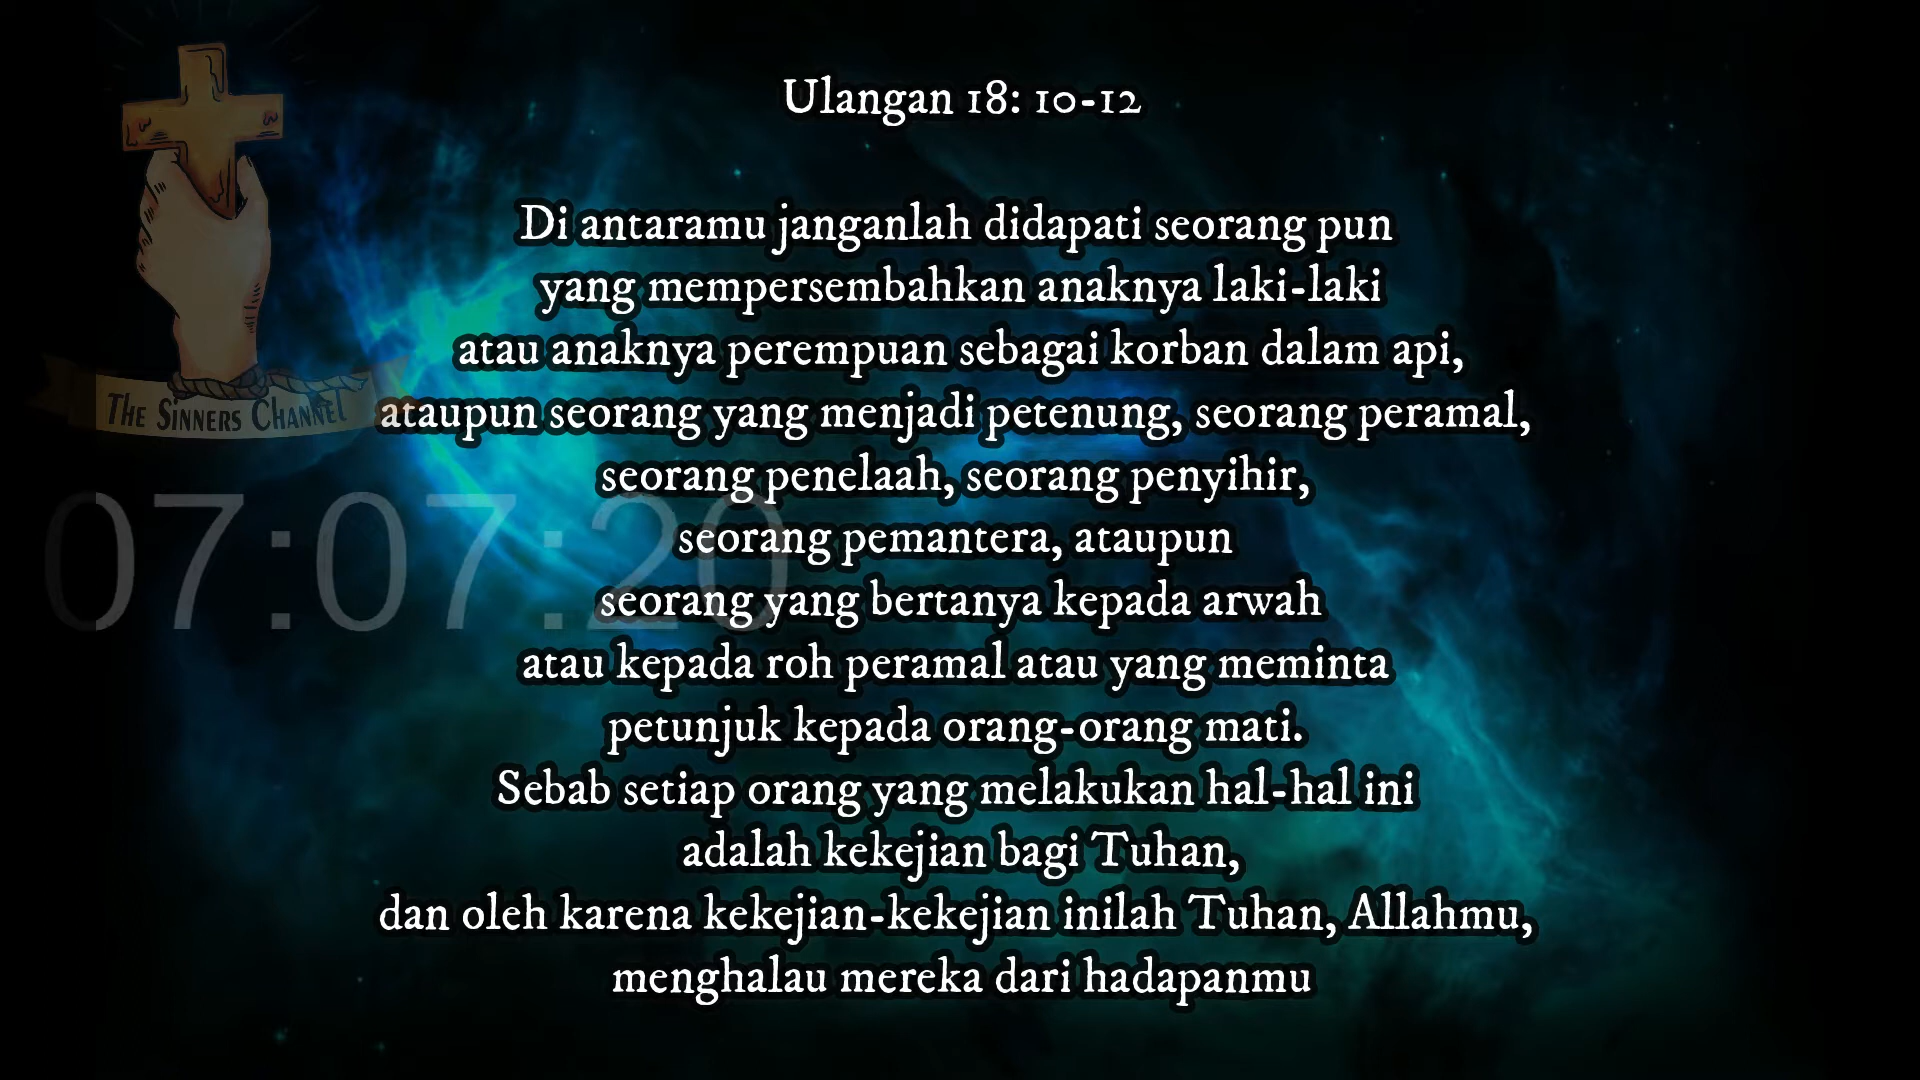 Ulangan 18: 10-12
Di antaramu janganlah didapati seorang pun
yang mempersembahkan anaknya laki-laki
atau anaknya perempuan sebagai korban dalam api,
THE SINNERS CHANNEL
ataupun seorang yang menjadi petenung, seorang peramal,
seorang penelaah, seorang penyihir,
07:07:20
seorang pemantera, ataupun
seorang yang bertanya kepada arwah
atau kepada roh peramal atau yang meminta
petunjuk kepada orang-orang mati.
Sebab setiap orang yang melakukan hal-hal ini
adalah kekejian bagi Tuhan,
dan oleh karena kekejian-kekejian inilah Tuhan, Allahmu,
menghalau mereka dari hadapanmu